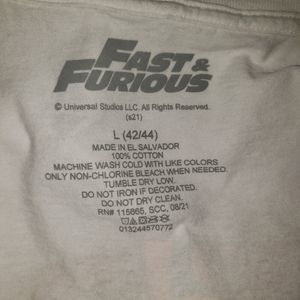 FAST &
FURIOUS
© Universal Studios LLC. All Rights Reserved.
(s21)
L (42/44)
MADE IN EL SALVADOR
100% COTTON
MACHINE WASH COLD WITH LIKE COLORS
ONLY NON-CHLORINE BLEACH WHEN NEEDED.
TUMBLE DRY LOW.
DO NOT IRON IF DECORATED.
DO NOT DRY CLEAN.
RN# 115865, SCC, 08/21
013244570772